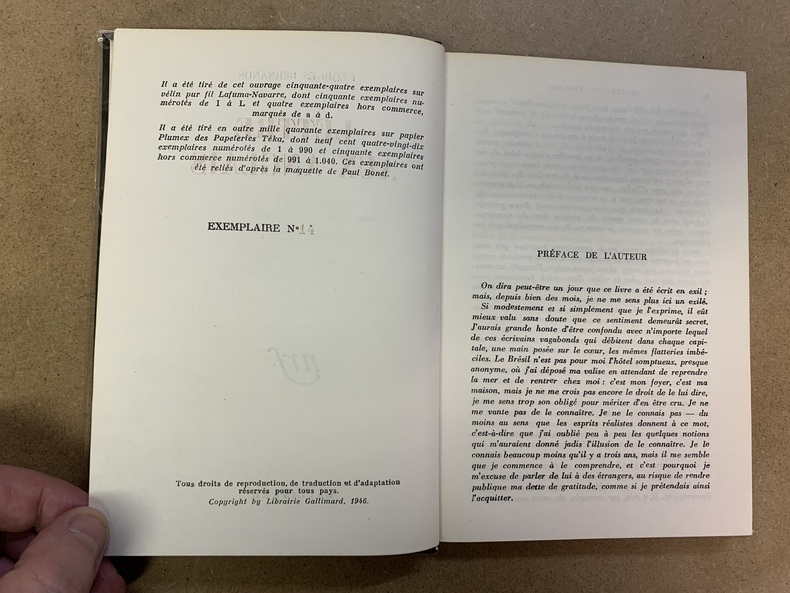 Il a été tiré de cet ouvrage cinquante-quatre exemplaires sur
vélin pur fil Lafuma-Navarre, dont cinquante exemplaires nu-
mérotés de I à L et quatre exemplaires hors commerce,
marqués de a à d.
Il a été tiré en outre mille quarante exemplaires sur papier
Plumex des Papeteries Téka, dont neuf cent quatre-vingt-dix
exemplaires numérotés de 1 à 990 et cinquante exemplaires
hors commerce numérotés de 991 à 1.040. Ces exemplaires ont
été reliés d'après la maquette de Paul Bonet.
EXEMPLAIRE N° 14
Tous droits de reproduction, de traduction et d'adaptation
réservés pour tous pays.
Copyright by Librairie Gallimard, 1946.
PRÉFACE DE L'AUTEUR
On dira peut-être un jour que ce livre a été écrit en exil ;
mais, depuis bien des mois, je ne me sens plus ici un exilé.
Si modestement et si simplement que je l'exprime, il eût
mieux valu sans doute que ce sentiment demeurât secret.
J'aurais grande honte d'être confondu avec n'importe lequel
de ces écrivains vagabonds qui débitent dans chaque capi-
tale, une main posée sur le cœur, les mêmes flatteries imbé-
ciles. Le Brésil n'est pas pour moi l'hôtel somptueux, presque
anonyme, où j'ai déposé ma valise en attendant de reprendre
la mer et de rentrer chez moi : c'est mon foyer, c'est ma
maison, mais je ne me crois pas encore le droit de le lui dire,
je me sens trop son obligé pour mériter d'en être cru. Je ne
me vante pas de le connaître. Je ne le connais pas — du
moins au sens que les esprits réalistes donnent à ce mot,
c'est-à-dire que j'ai oublié peu à peu les quelques notions
qui m'auraient donné jadis l'illusion de le connaître. Je le
connais beaucoup moins qu'il y a trois ans, mais il me semble
que je commence à le comprendre, et c'est pourquoi je
m'excuse de parler de lui à des étrangers, au risque de rendre
publique ma dette de gratitude, comme si je prétendais ainsi
l'acquitter.